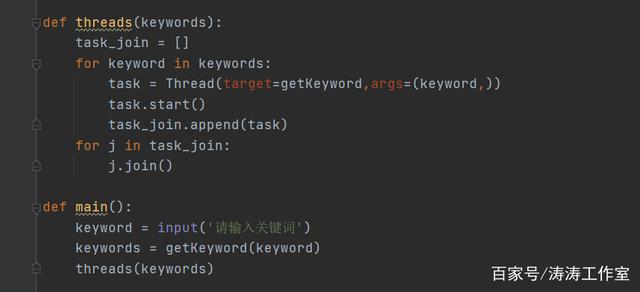 def threads(keywords):
    task_join = []
    for keyword in keywords:
        task = Thread(target=getKeyword,args=(keyword,))
        task.start()
        task_join.append(task)
    for j in task_join:
        j.join()
def main():
    keyword = input('请输入关键词')
    keywords = getKeyword(keyword)
    threads(keywords)
百家号/涛涛工作室